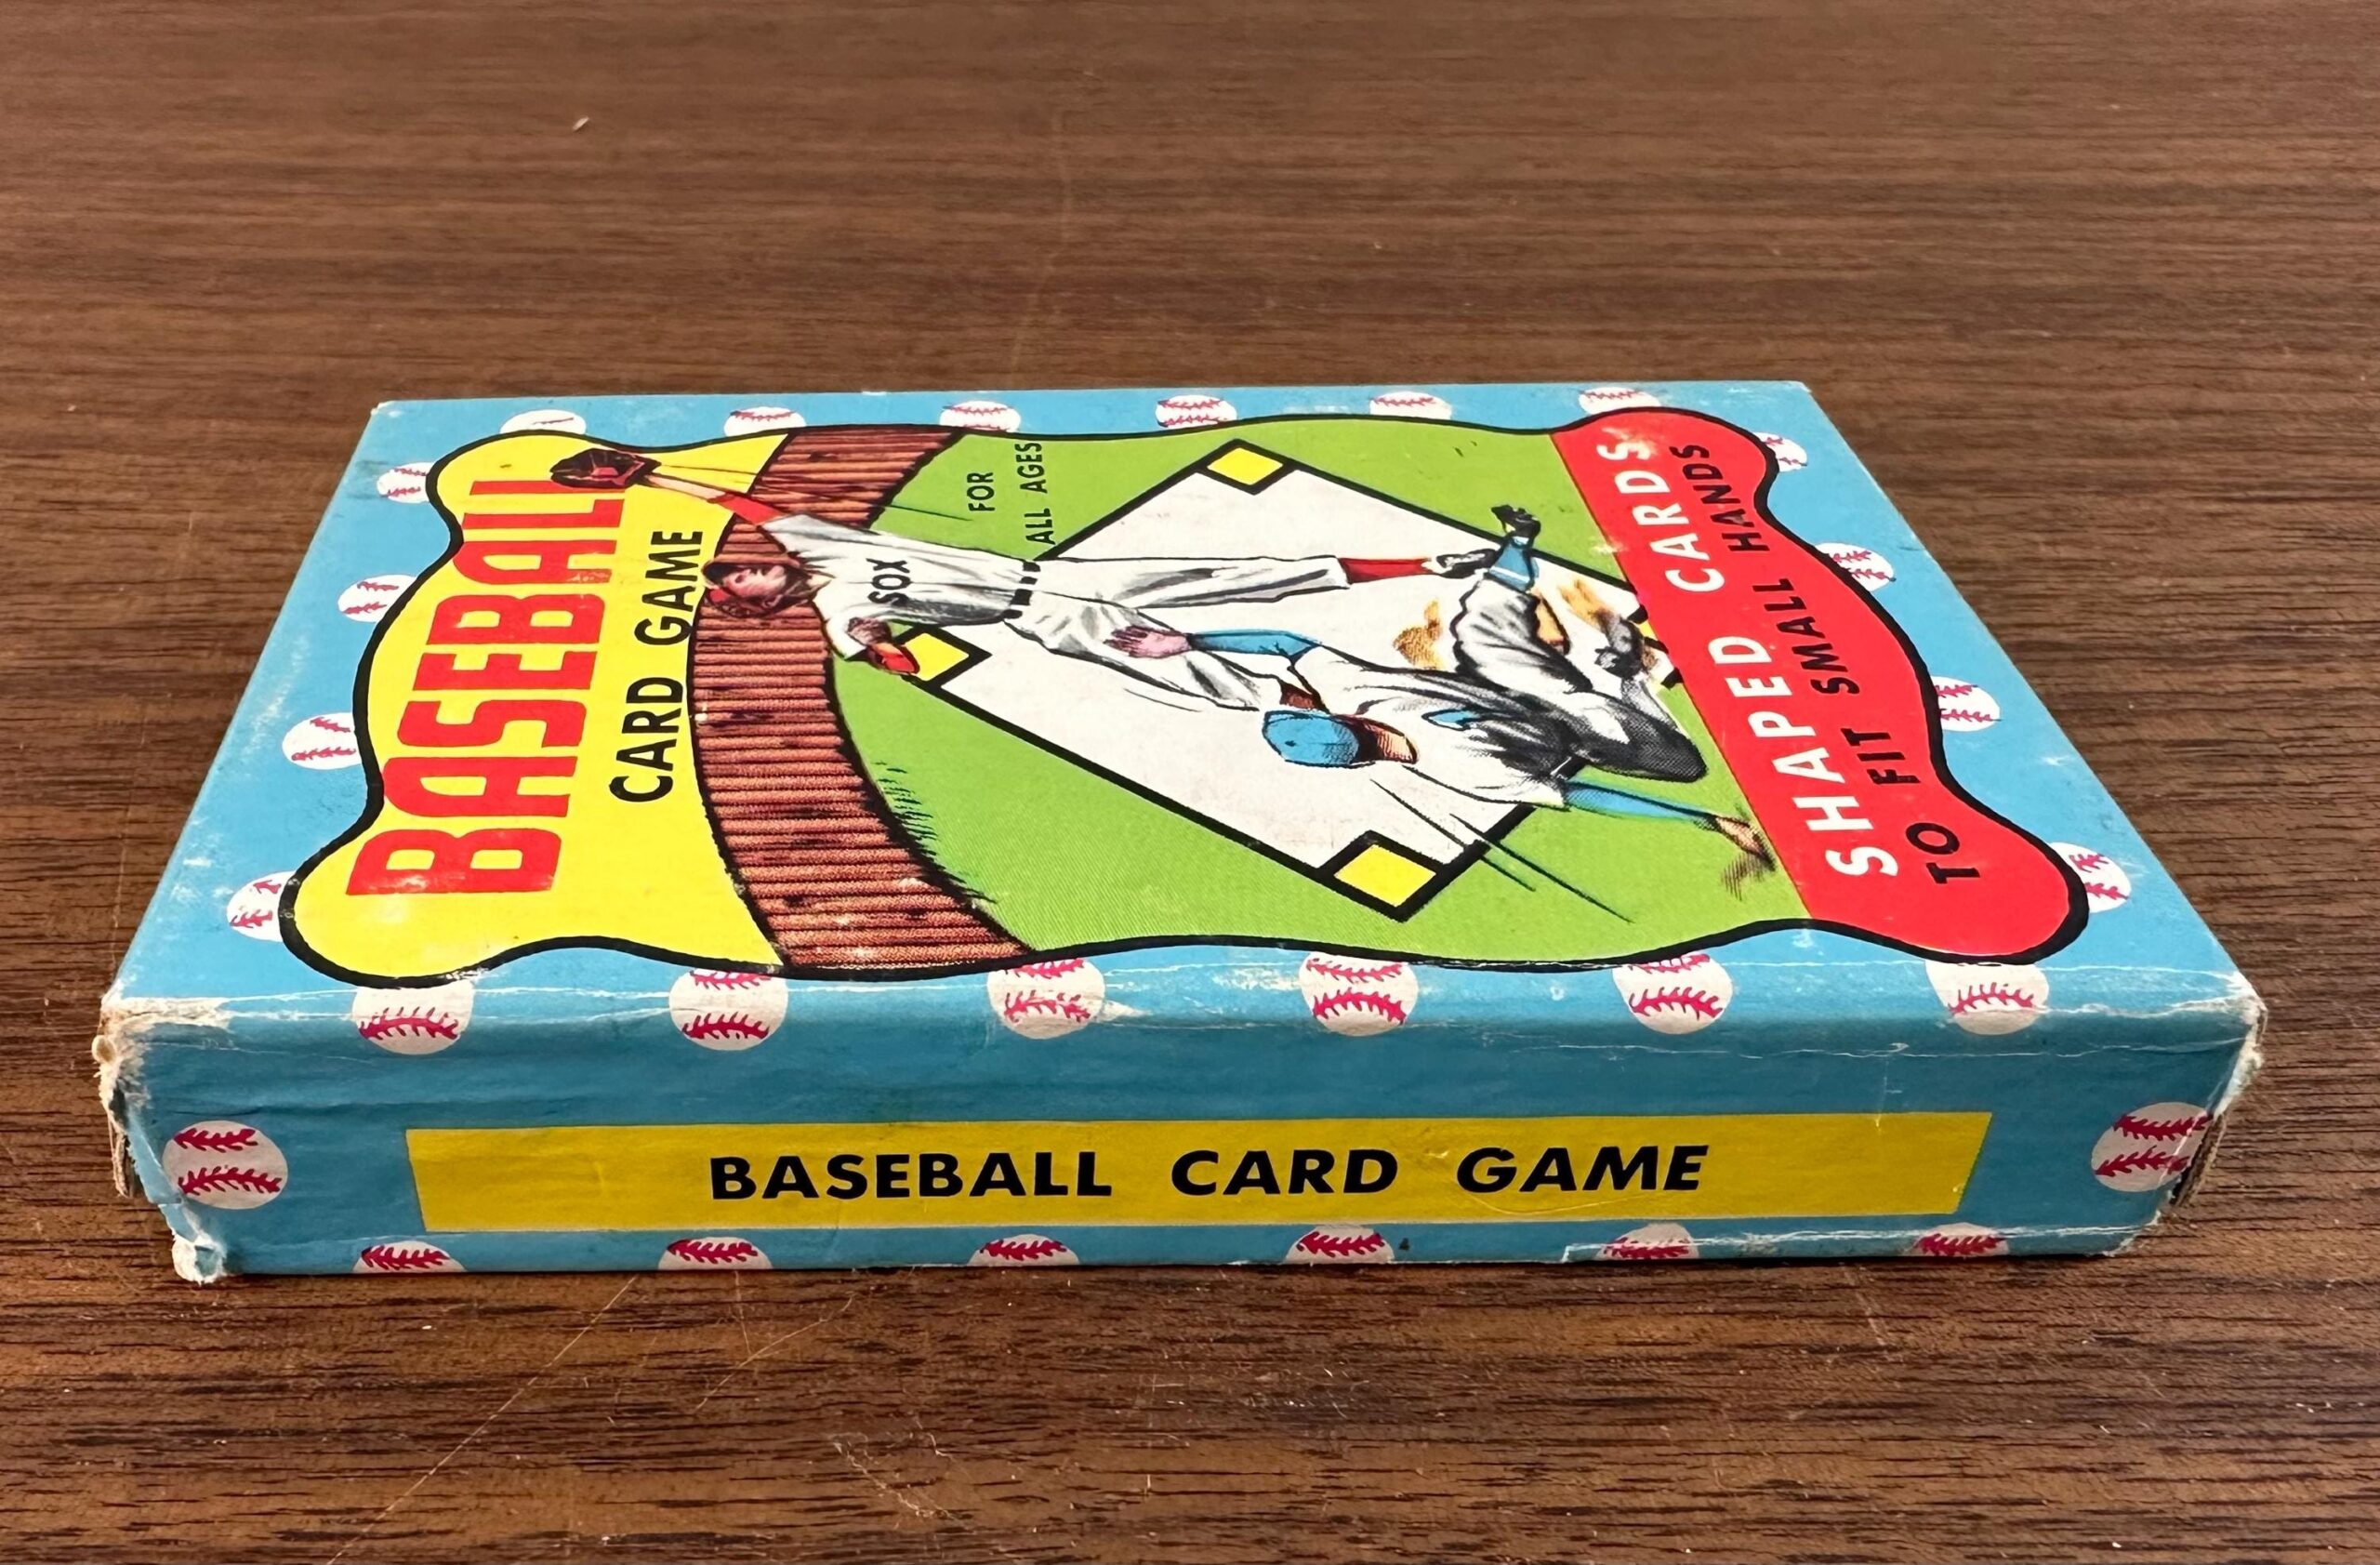 BASEBALL
CARD GAME
FOR
ALL AGES
SOX
SHAPED CARDS
TO FIT SMALL HANDS
BASEBALL CARD GAME